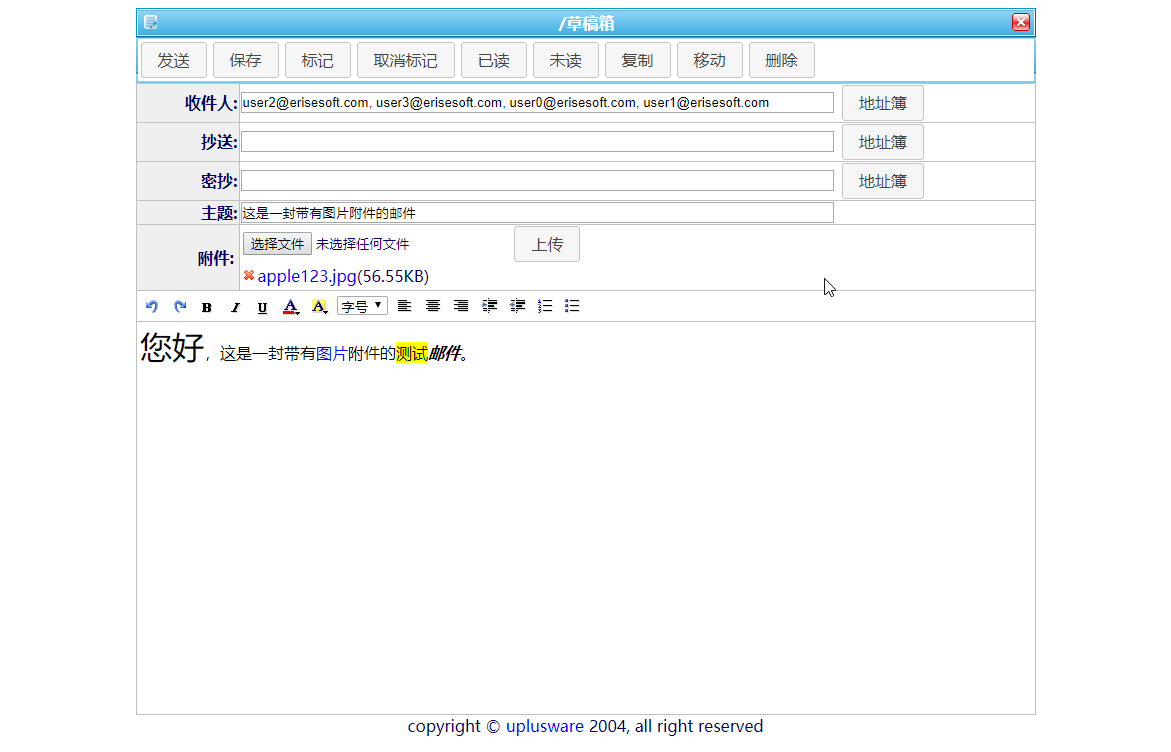 /草稿箱
发送 保存 标记 取消标记 已读 未读 复制 移动 删除
收件人: user2@erisesoft.com, user3@erisesoft.com, user0@erisesoft.com, user1@erisesoft.com 地址簿
抄送: 地址簿
密抄: 地址簿
主题: 这是一封带有图片附件的邮件
附件: 选择文件 未选择任何文件 上传
apple123.jpg(56.55KB)
B I U A A 字号
您好，这是一封带有图片附件的测试邮件。
copyright © uplusware 2004, all right reserved